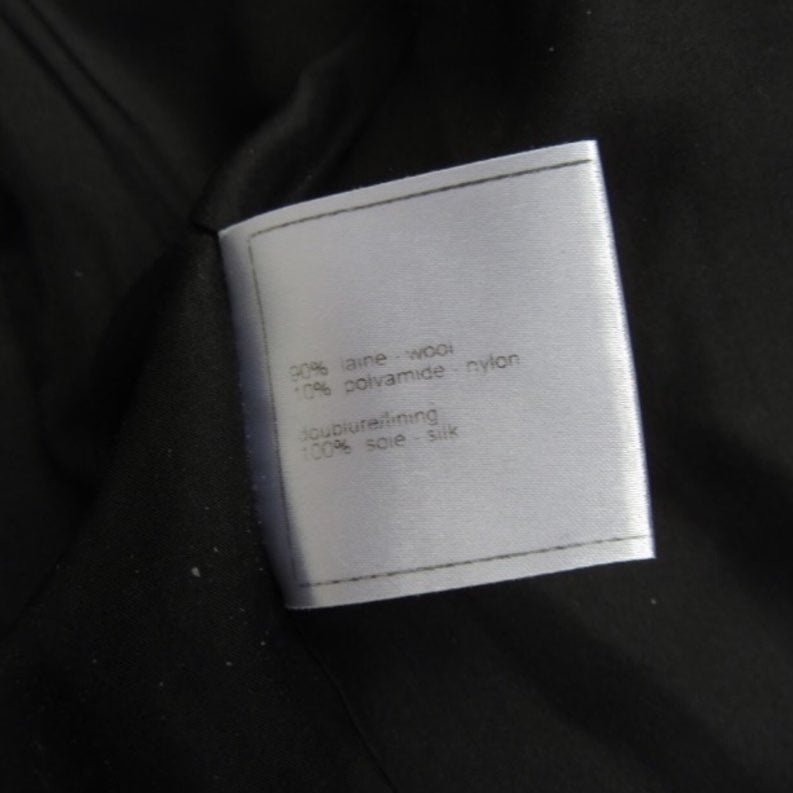 90% laine - wool
10% polyamide - nylon
doublure/lining
100% soie - silk